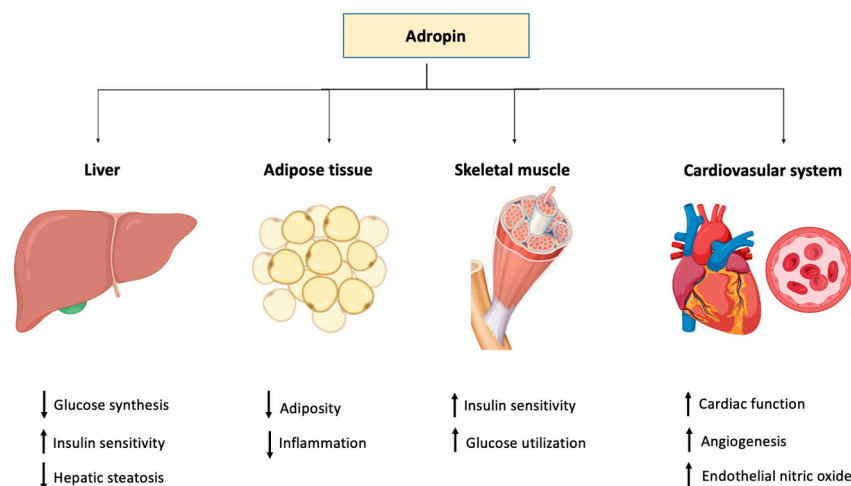 Adropin
Liver
Adipose tissue
Skeletal muscle
Cardiovasular system
↓ Glucose synthesis
↑ Insulin sensitivity
↓ Hepatic steatosis
↓ Adiposity
↓ Inflammation
↑ Insulin sensitivity
↑ Glucose utilization
↑ Cardiac function
↑ Angiogenesis
↑ Endothelial nitric oxide